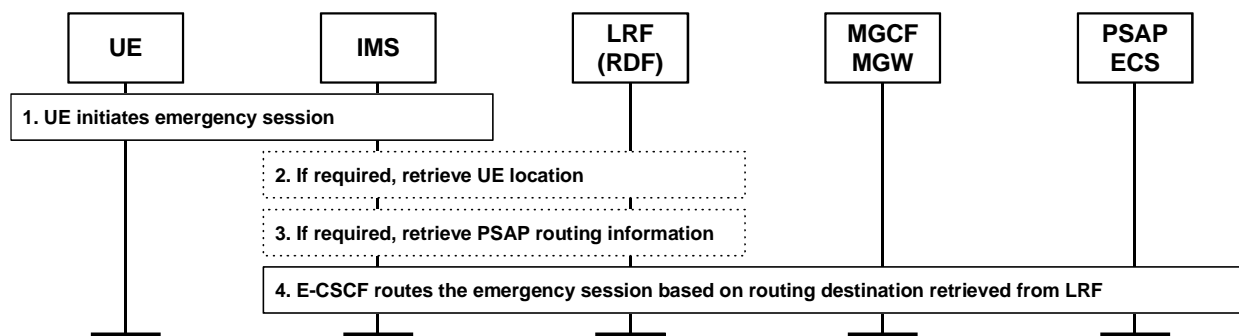 UE
IMS
LRF
(RDF)
MGCF
MGW
PSAP
ECS
1. UE initiates emergency session
2. If required, retrieve UE location
3. If required, retrieve PSAP routing information
4. E-CSCF routes the emergency session based on routing destination retrieved from LRF